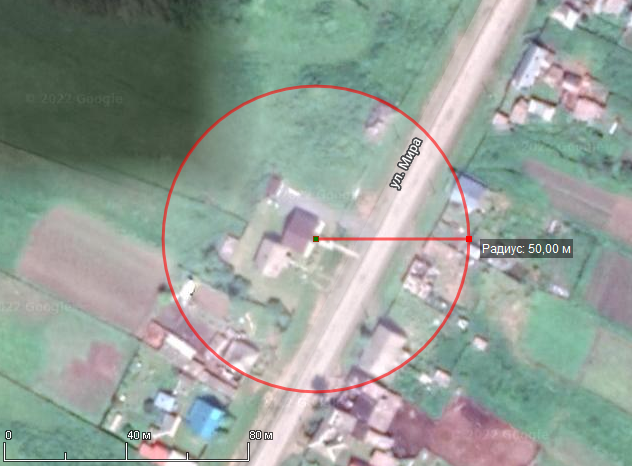 © 2022 Google
ул. Мира
Радиус: 50,00 м
2022 Google
0 40 м 80 м